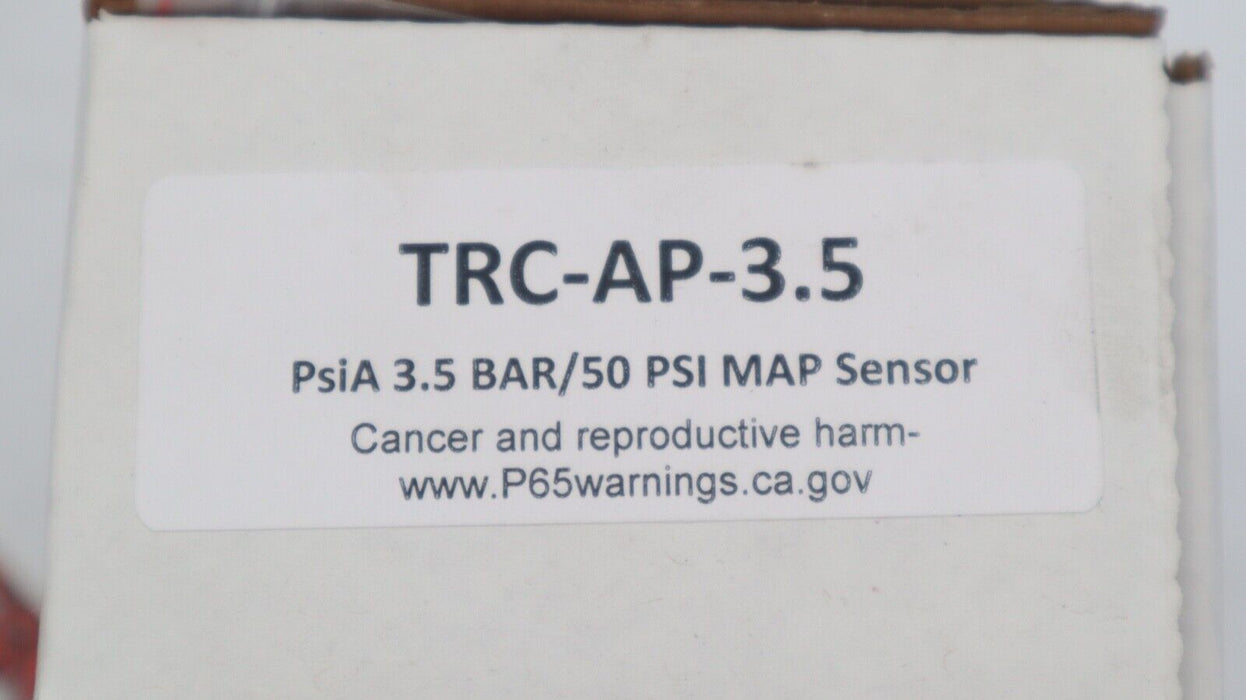 TRC-AP-3.5
PsiA 3.5 BAR/50 PSI MAP Sensor
Cancer and reproductive harm-
www.P65warnings.ca.gov